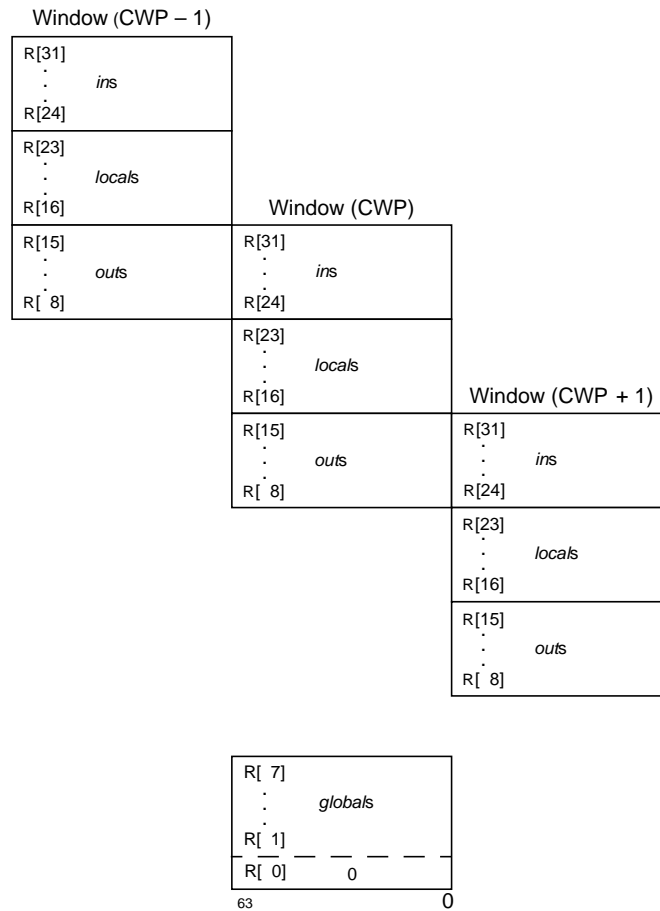 Window (CWP – 1)
R[31]
.
.
.
ins
R[24]
R[23]
.
.
.
locals
R[16]
R[15]
.
.
.
outs
R[ 8]
Window (CWP)
R[31]
.
.
.
ins
R[24]
R[23]
.
.
.
locals
R[16]
R[15]
.
.
.
outs
R[ 8]
Window (CWP + 1)
R[31]
.
.
.
ins
R[24]
R[23]
.
.
.
locals
R[16]
R[15]
.
.
.
outs
R[ 8]
R[ 7]
.
.
.
globals
R[ 1]
R[ 0] 0
63 0